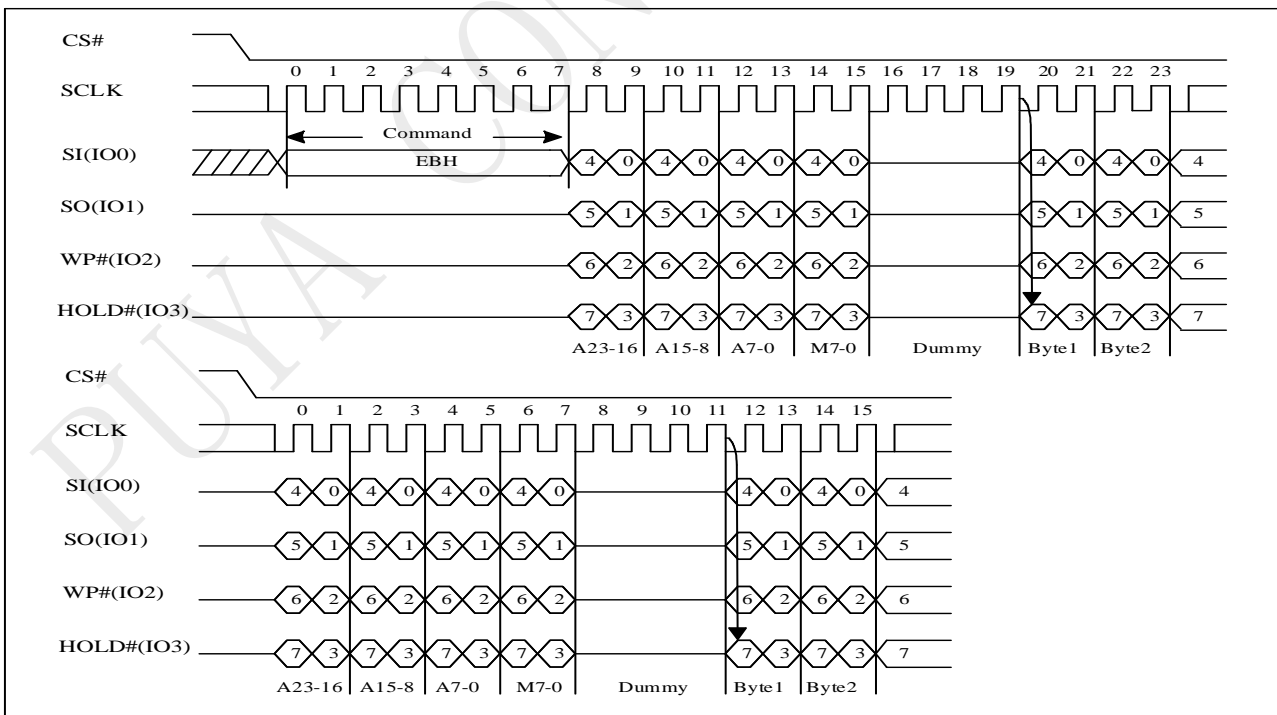 CS#
0 1 2 3 4 5 6 7 8 9 10 11 12 13 14 15 16 17 18 19 20 21 22 23
SCLK
Command
SI(IO0) EBH 4 0 4 0 4 0 4 0 4 0 4 0 4
SO(IO1) 5 1 5 1 5 1 5 1 5 1 5 1 5
WP#(IO2) 6 2 6 2 6 2 6 2 6 2 6 2 6
HOLD#(IO3) 7 3 7 3 7 3 7 3 7 3 7 3 7
A23-16 A15-8 A7-0 M7-0 Dummy Byte1 Byte2
CS#
0 1 2 3 4 5 6 7 8 9 10 11 12 13 14 15
SCLK
SI(IO0) 4 0 4 0 4 0 4 0 4 0 4 0 4
SO(IO1) 5 1 5 1 5 1 5 1 5 1 5 1 5
WP#(IO2) 6 2 6 2 6 2 6 2 6 2 6 2 6
HOLD#(IO3) 7 3 7 3 7 3 7 3 7 3 7 3 7
A23-16 A15-8 A7-0 M7-0 Dummy Byte1 Byte2
PUYA CON